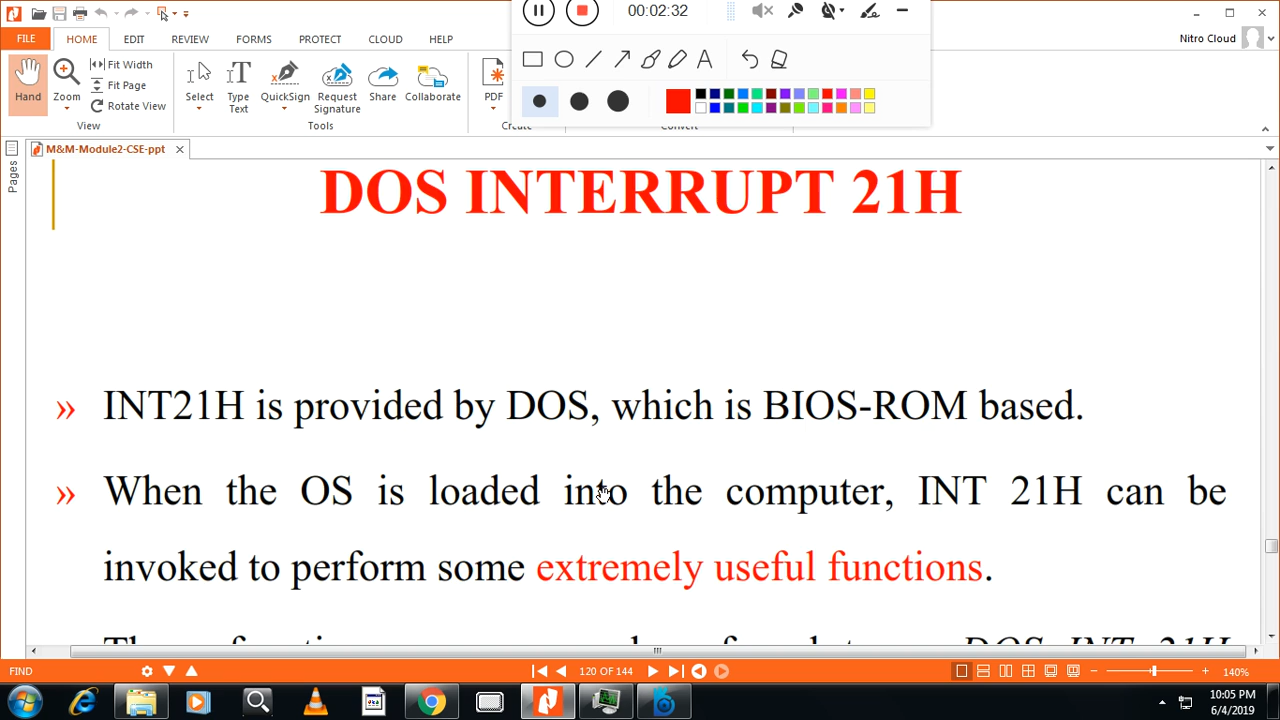 00:02:32
FILE HOME EDIT REVIEW FORMS PROTECT CLOUD HELP
Nitro Cloud
Hand
Zoom
Fit Width
Fit Page
Rotate View
View
Select
Type Text
QuickSign
Request Signature
Share
Collaborate
Tools
PDF
M&M-Module2-CSE-ppt
Pages
DOS INTERRUPT 21H
» INT21H is provided by DOS, which is BIOS-ROM based.
» When the OS is loaded into the computer, INT 21H can be
invoked to perform some extremely useful functions.
DOS INT 21H
FIND
120 OF 144
140%
10:05 PM
6/4/2019